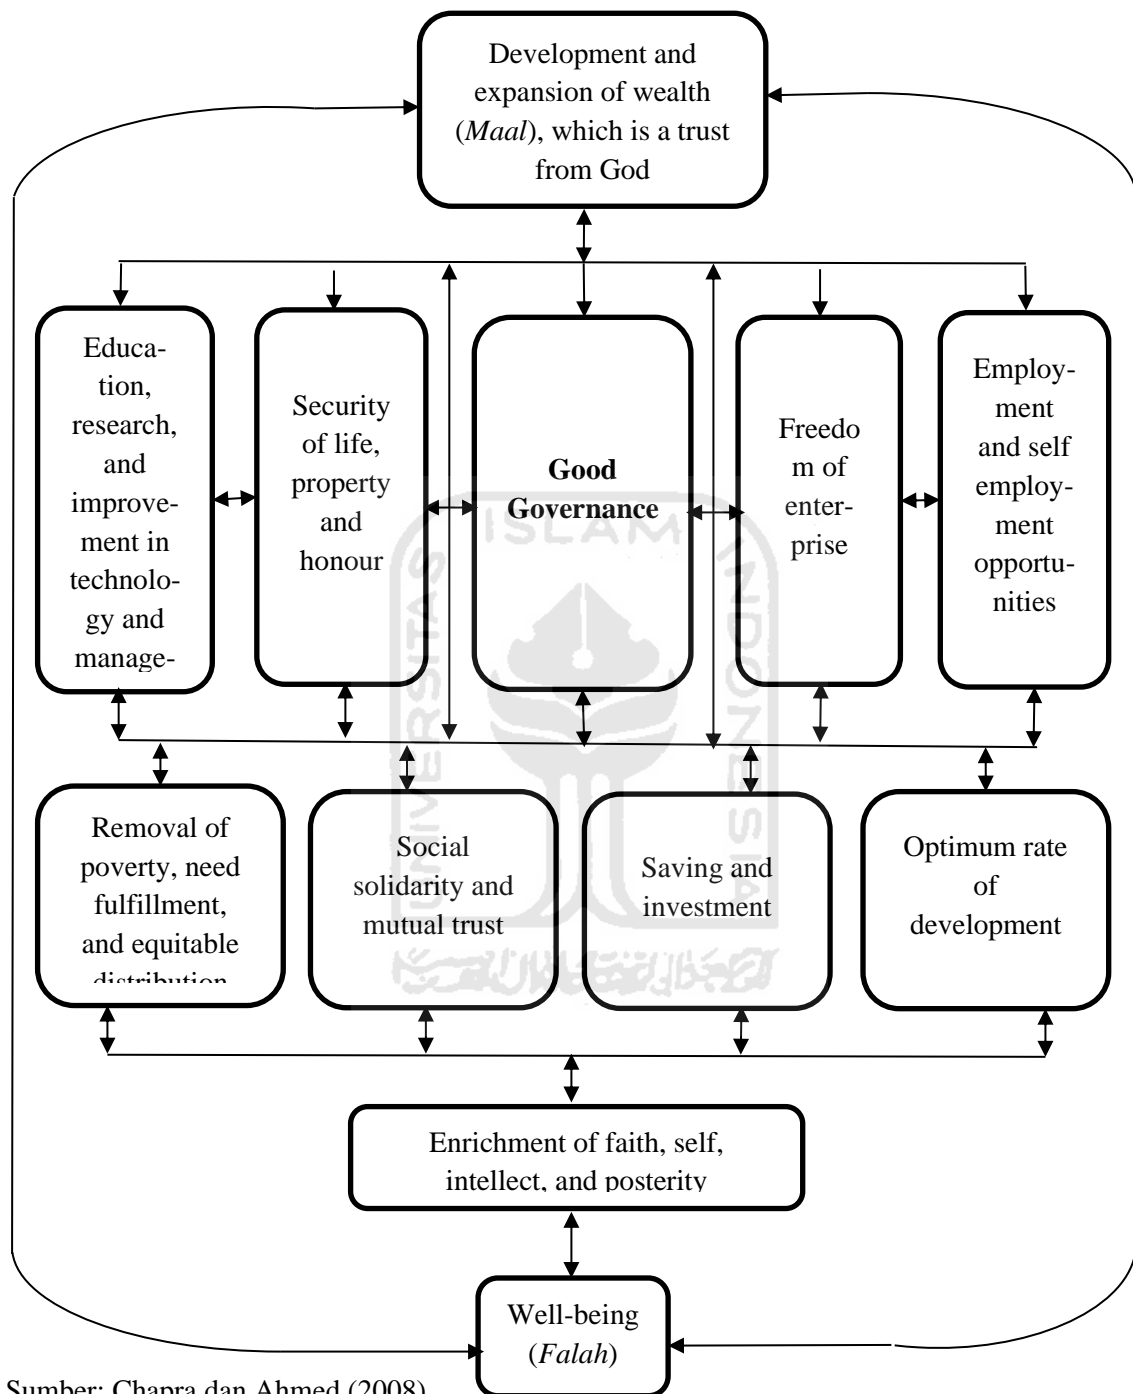 Development and
expansion of wealth
(Maal), which is a trust
from God
Educa-
tion,
research,
and
improve-
ment in
technolo-
gy and
manage-
Security
of life,
property
and
honour
Good
Governance
Freedo
m of
enter-
prise
Employ-
ment
and self
employ-
ment
opportu-
nities
Removal of
poverty, need
fulfillment,
and equitable
distribution
Social
solidarity and
mutual trust
Saving and
investment
Optimum rate
of
development
Enrichment of faith, self,
intellect, and posterity
Well-being
(Falah)
Sumber: Chapra dan Ahmed (2008)
UNIVERSITAS
ISLAM
INDONESIA